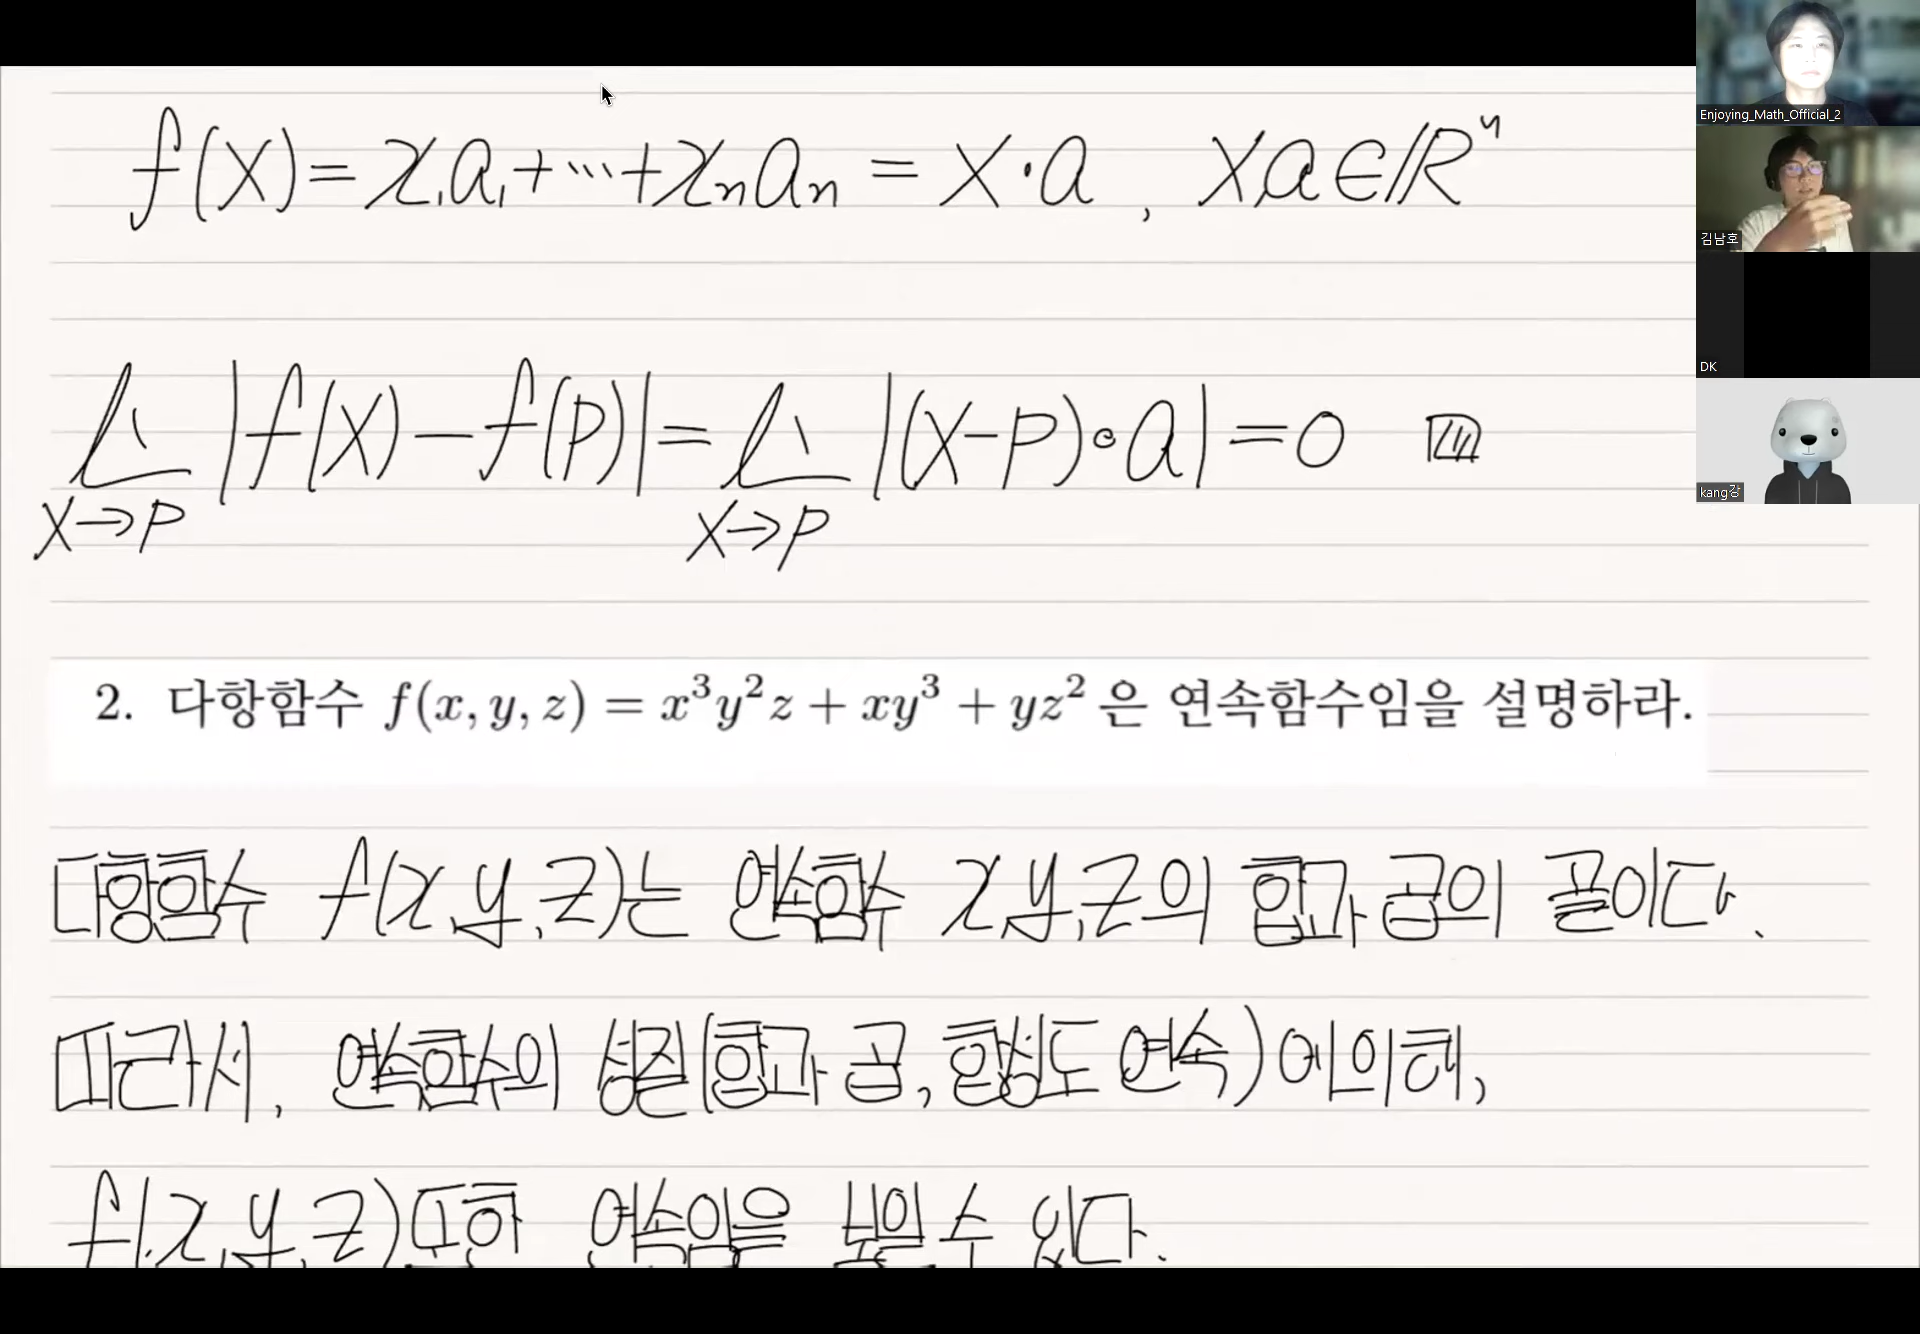 f(X) = x₁a₁ + ⋯ + xₙaₙ = X·a , X,a ∈ ℝⁿ
lim |f(X) − f(P)| = lim |(X−P)∘a| = 0
X→P X→P
2. 다항함수 f(x, y, z) = x³y²z + xy³ + yz² 은 연속함수임을 설명하라.
다항함수 f(x,y,z)는 연속함수 x,y,z의 합과 곱의 꼴이다.
따라서, 연속함수의 성질(합과 곱, 합성도 연속)에 의해,
f(x,y,z) 또한 연속임을 보일 수 있다.
Enjoying_Math_Official_2
김남호
DK
kang강